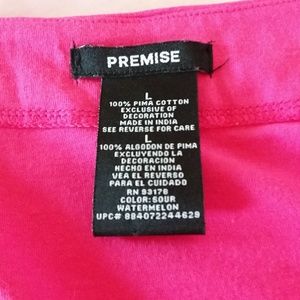 PREMISE
L
100% PIMA COTTON
EXCLUSIVE OF
DECORATION
MADE IN INDIA
SEE REVERSE FOR CARE
L
100% ALGODON DE PIMA
EXCLUYENDO LA
DECORACION
HECHO EN INDIA
VEA EL REVERSO
PARA EL CUIDADO
RN 93176
COLOR:SOUR
WATERMELON
UPC# 884072244629